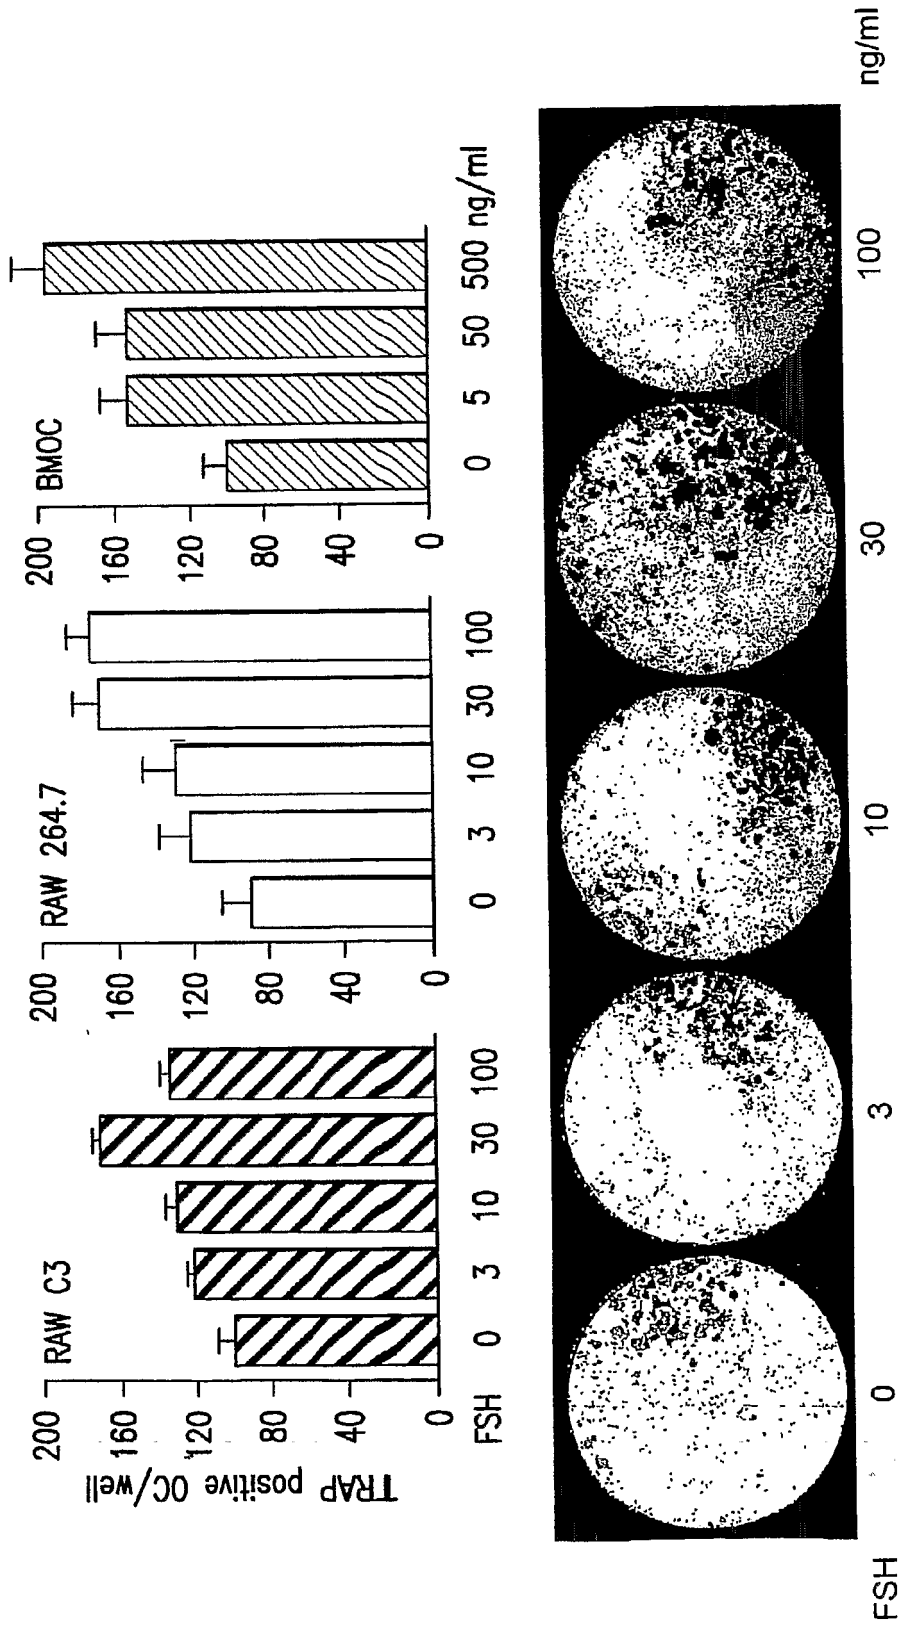 TRAP positive OC/well
RAW C3
200
160
120
80
40
0
FSH 0 3 10 30 100
RAW 264.7
200
160
120
80
40
0
0 3 10 30 100
BMOC
200
160
120
80
40
0
0 5 50 500 ng/ml
FSH 0 3 10 30 100 ng/ml